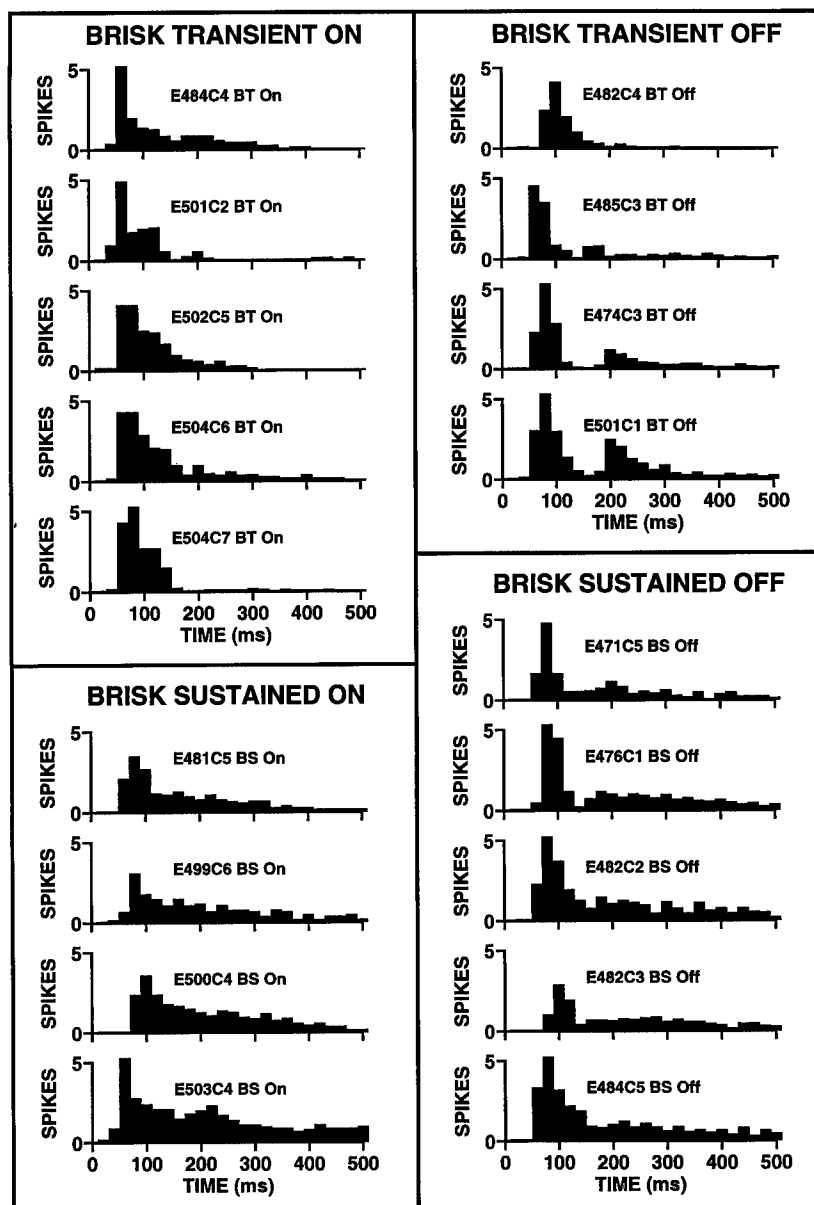 BRISK TRANSIENT ON
5
0
SPIKES
E484C4 BT On
5
0
SPIKES
E501C2 BT On
5
0
SPIKES
E502C5 BT On
5
0
SPIKES
E504C6 BT On
5
0
SPIKES
E504C7 BT On
0 100 200 300 400 500
TIME (ms)
BRISK SUSTAINED ON
5
0
SPIKES
E481C5 BS On
5
0
SPIKES
E499C6 BS On
5
0
SPIKES
E500C4 BS On
5
0
SPIKES
E503C4 BS On
0 100 200 300 400 500
TIME (ms)
BRISK TRANSIENT OFF
5
0
SPIKES
E482C4 BT Off
5
0
SPIKES
E485C3 BT Off
5
0
SPIKES
E474C3 BT Off
5
0
SPIKES
E501C1 BT Off
0 100 200 300 400 500
TIME (ms)
BRISK SUSTAINED OFF
5
0
SPIKES
E471C5 BS Off
5
0
SPIKES
E476C1 BS Off
5
0
SPIKES
E482C2 BS Off
5
0
SPIKES
E482C3 BS Off
5
0
SPIKES
E484C5 BS Off
0 100 200 300 400 500
TIME (ms)